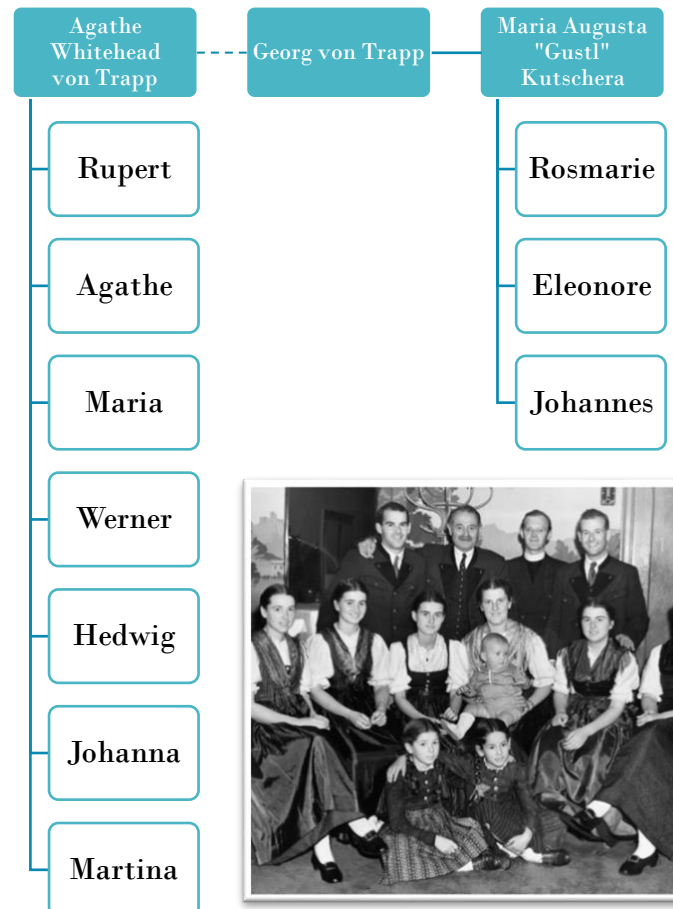 Agathe
Whitehead
von Trapp
Georg von Trapp
Maria Augusta
"Gustl"
Kutschera
Rupert
Agathe
Maria
Werner
Hedwig
Johanna
Martina
Rosmarie
Eleonore
Johannes